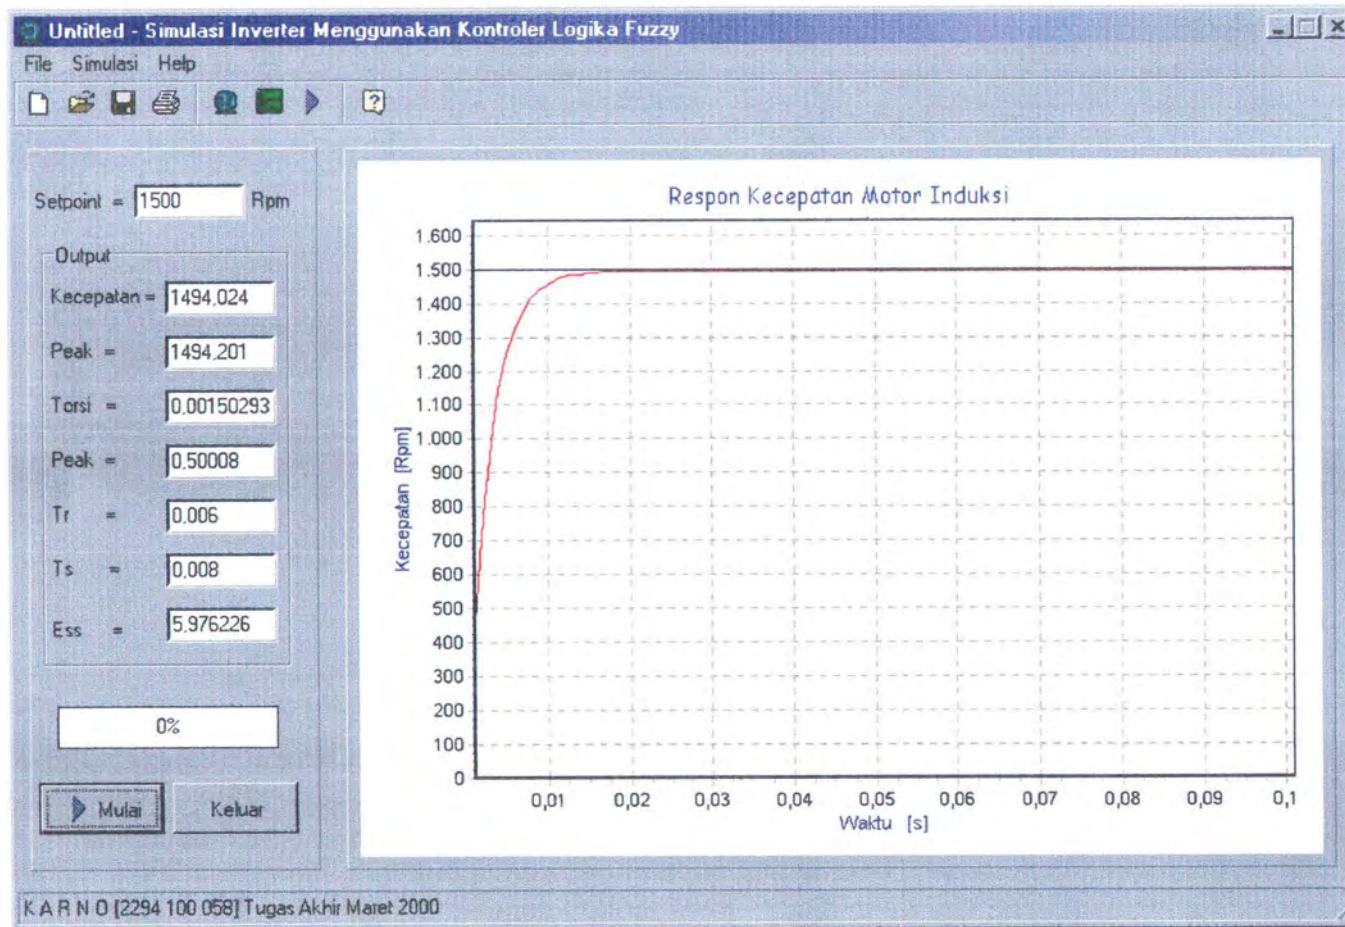 Untitled - Simulasi Inverter Menggunakan Kontroler Logika Fuzzy
File Simulasi Help
Setpoint = 1500 Rpm
Output
Kecepatan = 1494,024
Peak = 1494,201
Torsi = 0,00150293
Peak = 0,50008
Tr = 0,006
Ts = 0,008
Ess = 5,976226
0%
Mulai
Keluar
Respon Kecepatan Motor Induksi
1.600
1.500
1.400
1.300
1.200
1.100
1.000
900
800
700
600
500
400
300
200
100
0
Kecepatan [Rpm]
0,01 0,02 0,03 0,04 0,05 0,06 0,07 0,08 0,09 0,1
Waktu [s]
K A R N O [2294 100 058] Tugas Akhir Maret 2000